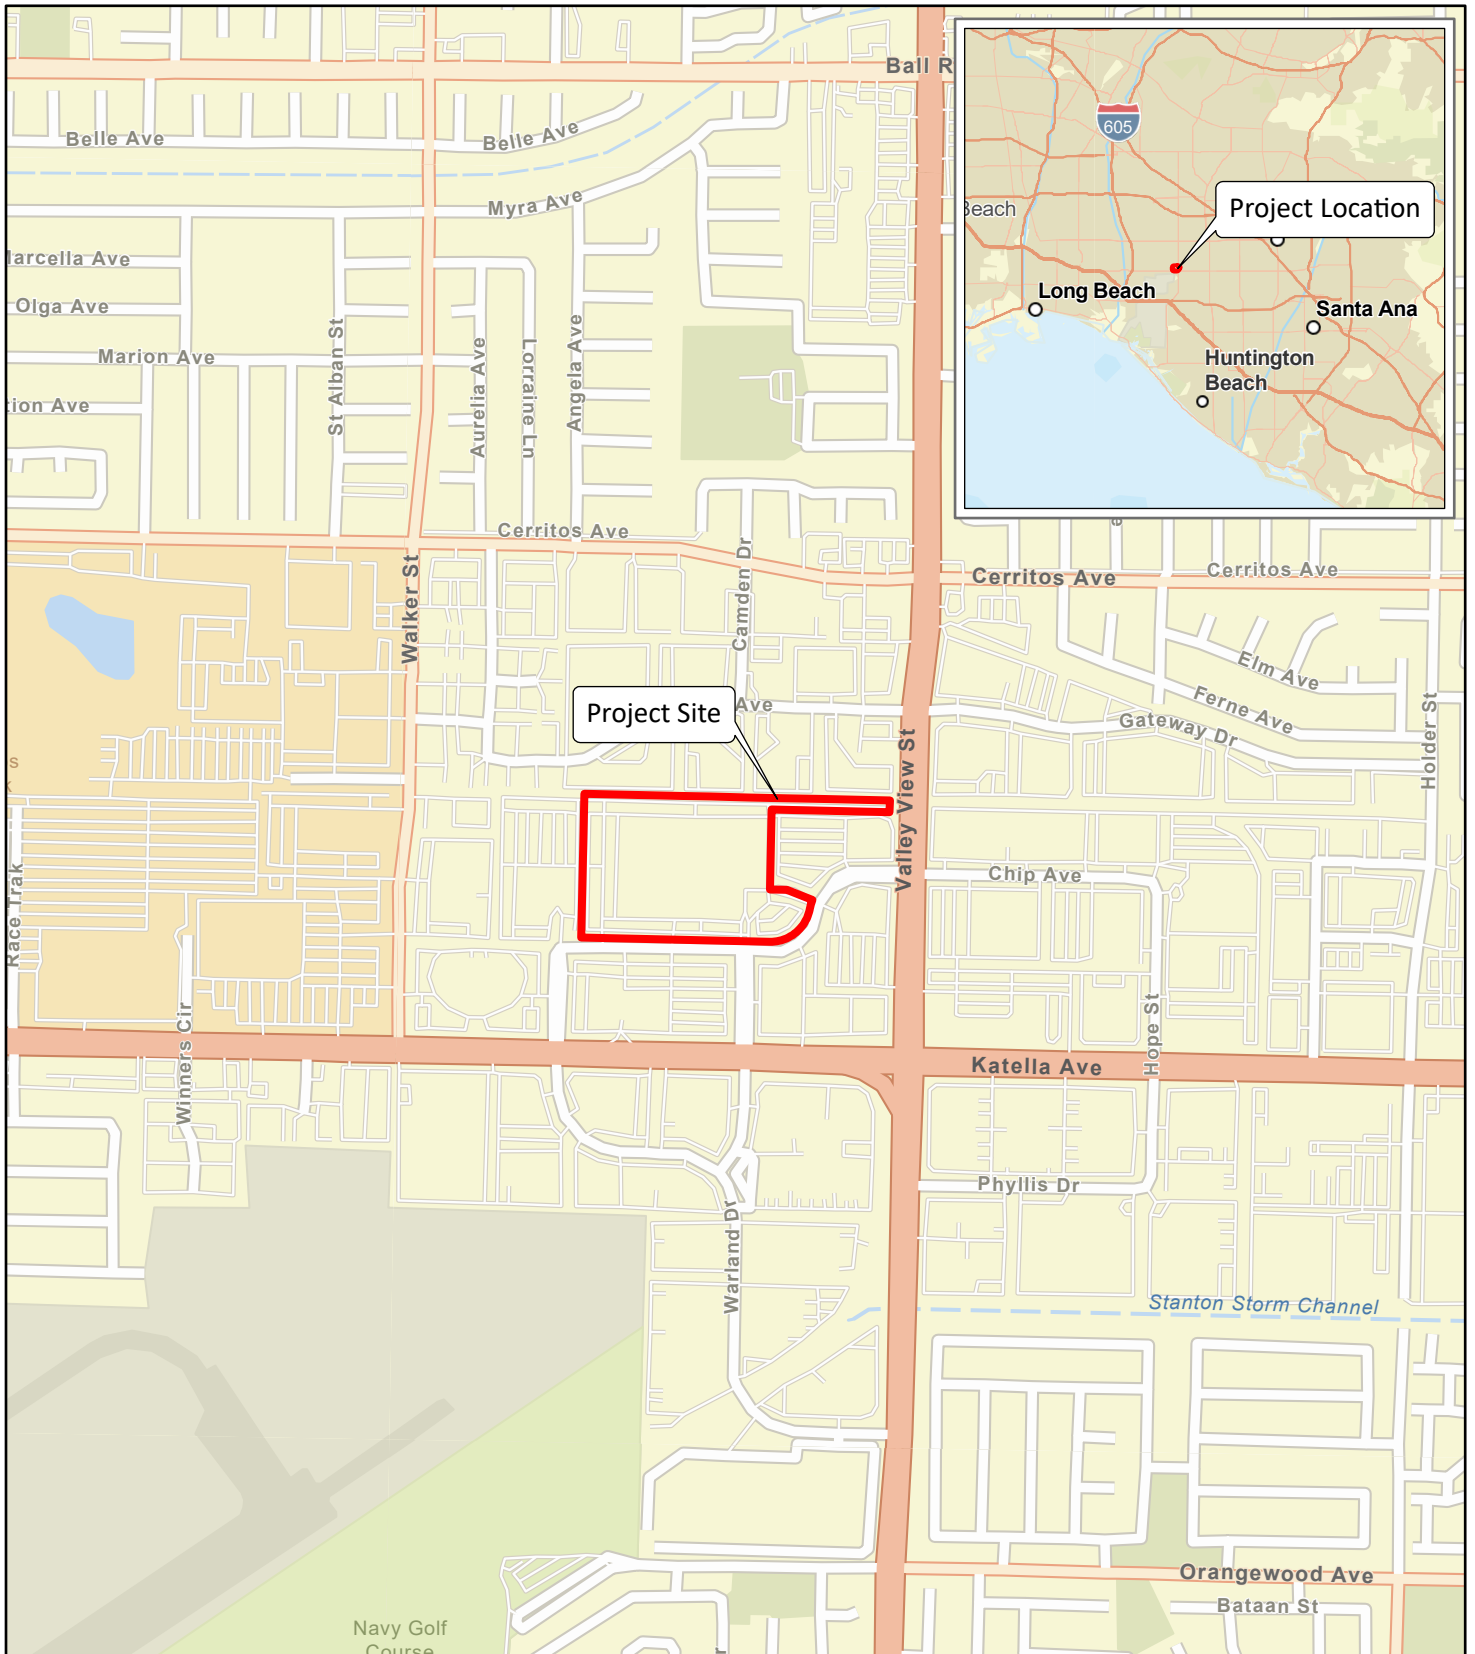 Ball R
605
Belle Ave
Belle Ave
Project Location
Beach
Myra Ave
Marcella Ave
Long Beach
Olga Ave
Santa Ana
Marion Ave
St Alban St
Aurelia Ave
Lorraine Ln
Angela Ave
Huntington
Beach
tion Ave
Cerritos Ave
Camden Dr
Walker St
Cerritos Ave
Cerritos Ave
Elm Ave
Ferne Ave
Project Site
Ave
Gateway Dr
Holder St
Valley View St
s
k
Chip Ave
Race Trak
Winners Cir
Hope St
Katella Ave
Phyllis Dr
Warland Dr
Stanton Storm Channel
Orangewood Ave
Bataan St
Navy Golf
Course
r